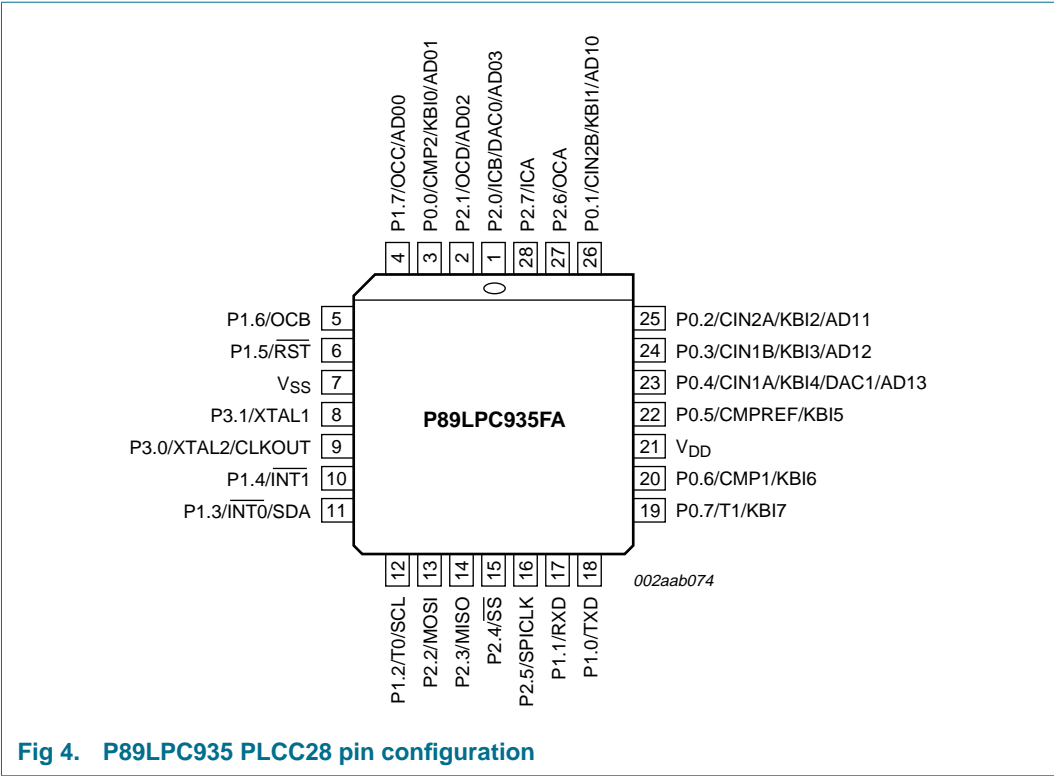 P1.7/OCC/AD00
P0.0/CMP2/KBI0/AD01
P2.1/OCD/AD02
P2.0/ICB/DAC0/AD03
P2.7/ICA
P2.6/OCA
P0.1/CIN2B/KBI1/AD10
4
3
2
1
28
27
26
P1.6/OCB 5
P1.5/R̅S̅T̅ 6
VSS 7
P3.1/XTAL1 8
P3.0/XTAL2/CLKOUT 9
P1.4/I̅N̅T̅1̅ 10
P1.3/I̅N̅T̅0̅/SDA 11
P89LPC935FA
25 P0.2/CIN2A/KBI2/AD11
24 P0.3/CIN1B/KBI3/AD12
23 P0.4/CIN1A/KBI4/DAC1/AD13
22 P0.5/CMPREF/KBI5
21 VDD
20 P0.6/CMP1/KBI6
19 P0.7/T1/KBI7
12
13
14
15
16
17
18
P1.2/T0/SCL
P2.2/MOSI
P2.3/MISO
P2.4/S̅S̅
P2.5/SPICLK
P1.1/RXD
P1.0/TXD
002aab074
Fig 4. P89LPC935 PLCC28 pin configuration